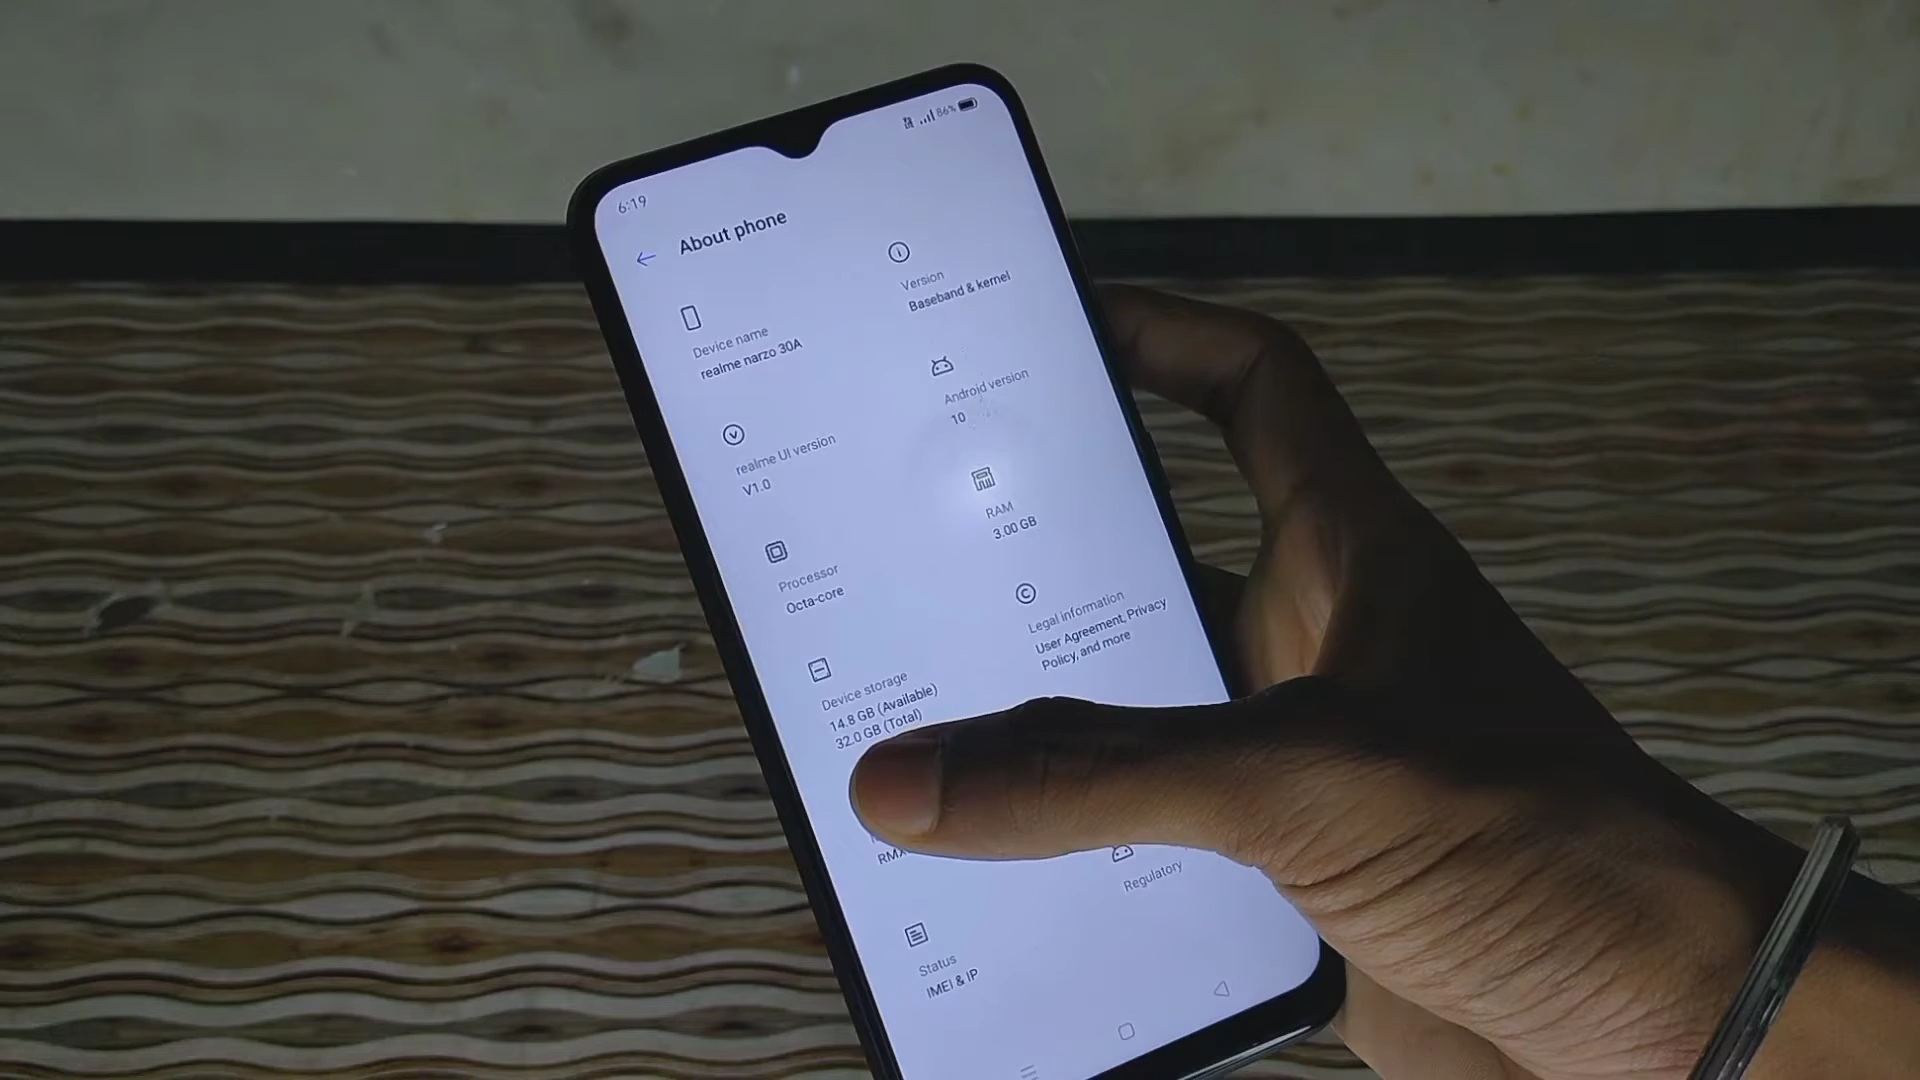 6:19
86%
About phone
Device name
realme narzo 30A
Version
Baseband & kernel
realme UI version
V1.0
Android version
10
Processor
Octa-core
RAM
3.00 GB
Device storage
14.8 GB (Available)
32.0 GB (Total)
Legal information
User Agreement, Privacy
Policy, and more
Regulatory
Status
IMEI & IP